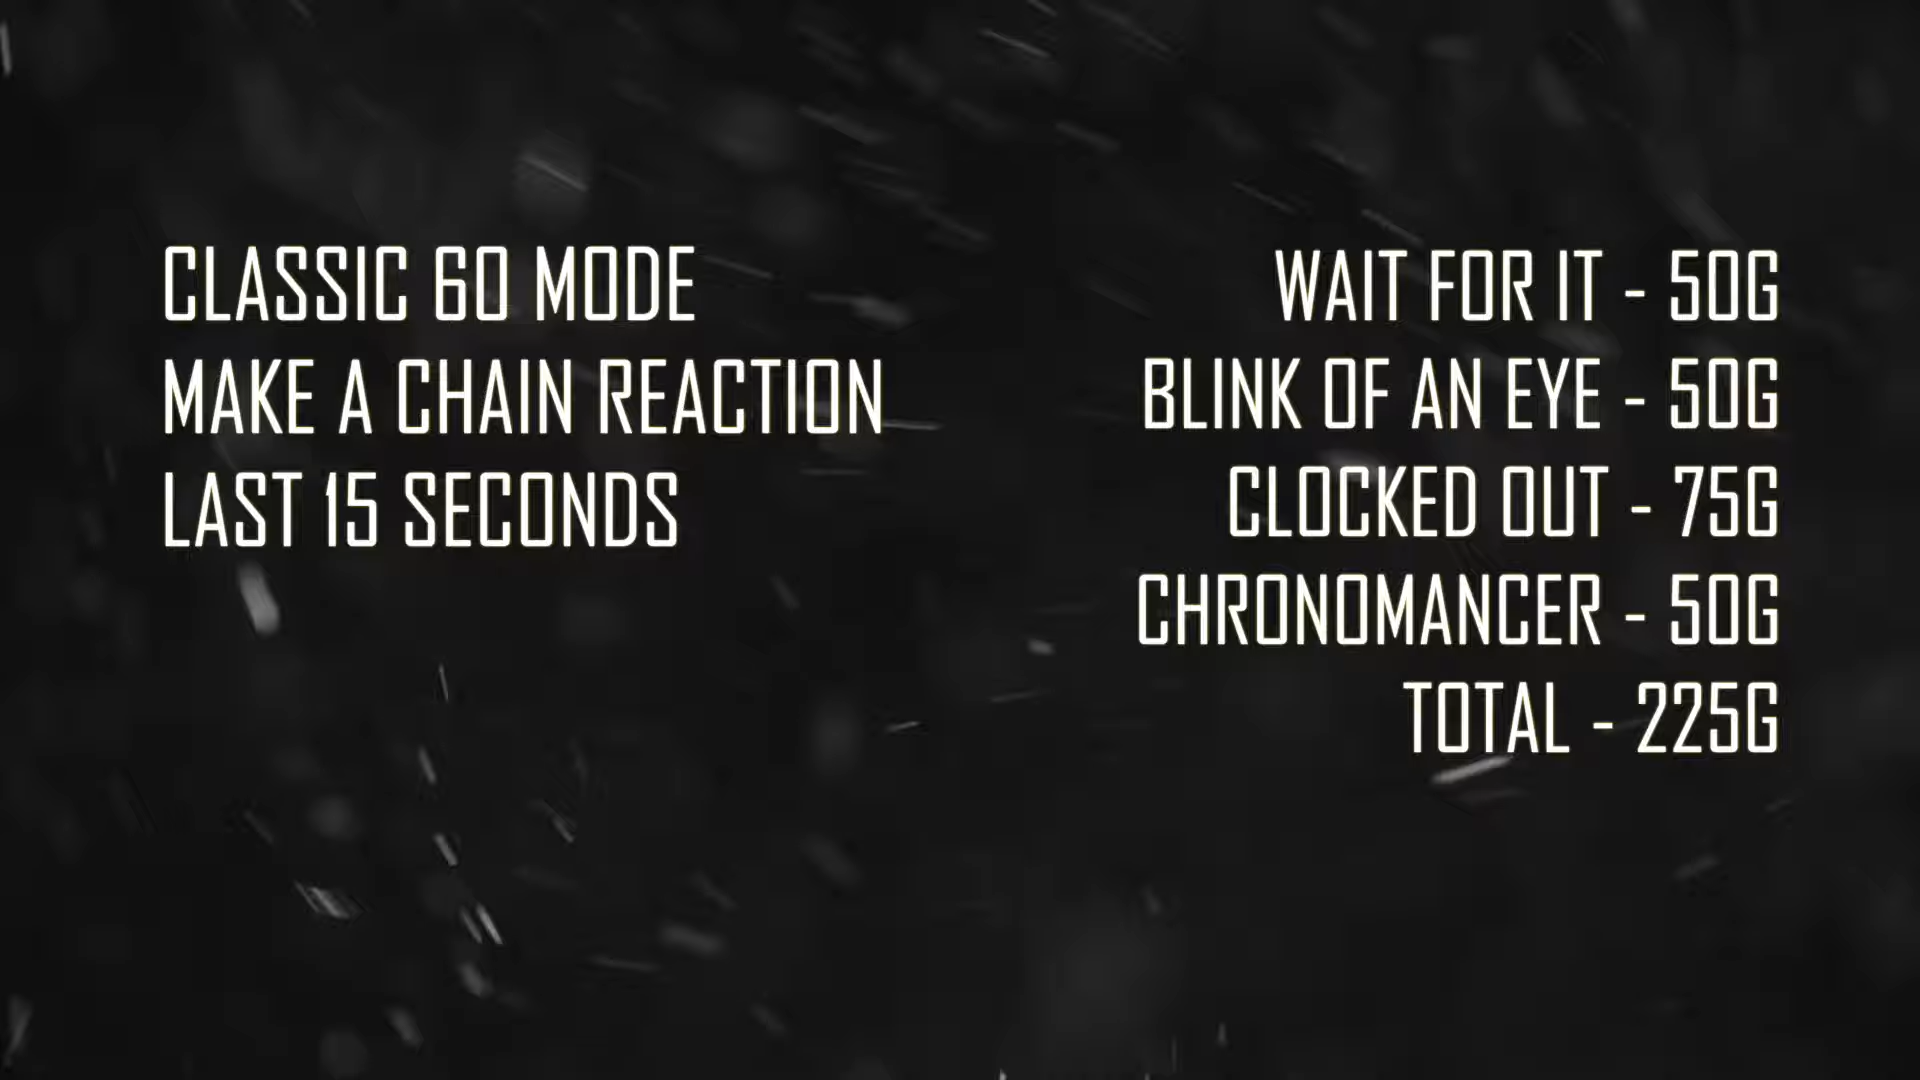 CLASSIC 60 MODE
MAKE A CHAIN REACTION
LAST 15 SECONDS
WAIT FOR IT - 50G
BLINK OF AN EYE - 50G
CLOCKED OUT - 75G
CHRONOMANCER - 50G
TOTAL - 225G